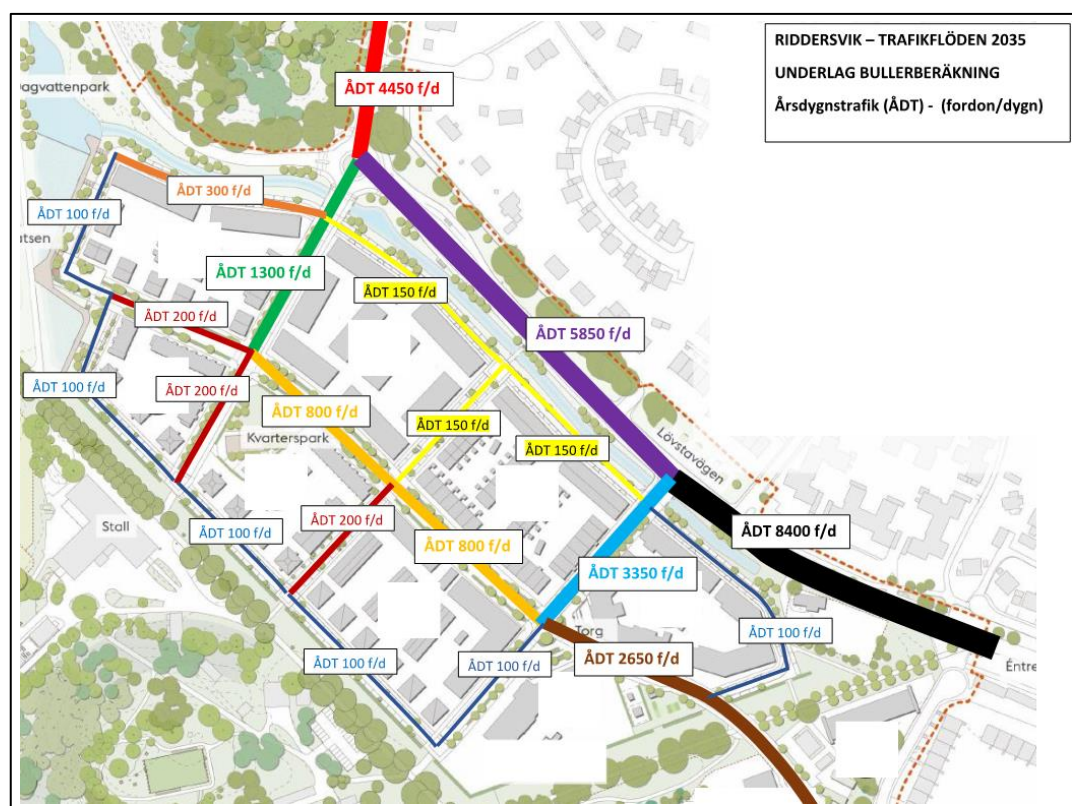 RIDDERSVIK – TRAFIKFLÖDEN 2035
UNDERLAG BULLERBERÄKNING
Årsdygnstrafik (ÅDT) - (fordon/dygn)
ÅDT 4450 f/d
agvattenpark
ÅDT 300 f/d
ÅDT 100 f/d
atsen
ÅDT 1300 f/d
ÅDT 150 f/d
ÅDT 200 f/d
ÅDT 5850 f/d
ÅDT 100 f/d
ÅDT 200 f/d
ÅDT 800 f/d
ÅDT 150 f/d
Kvarterspark
ÅDT 150 f/d
Lövstavägen
Stall
ÅDT 100 f/d
ÅDT 200 f/d
ÅDT 800 f/d
ÅDT 8400 f/d
ÅDT 3350 f/d
Torg
ÅDT 100 f/d
ÅDT 2650 f/d
ÅDT 100 f/d
ÅDT 100 f/d
Éntre